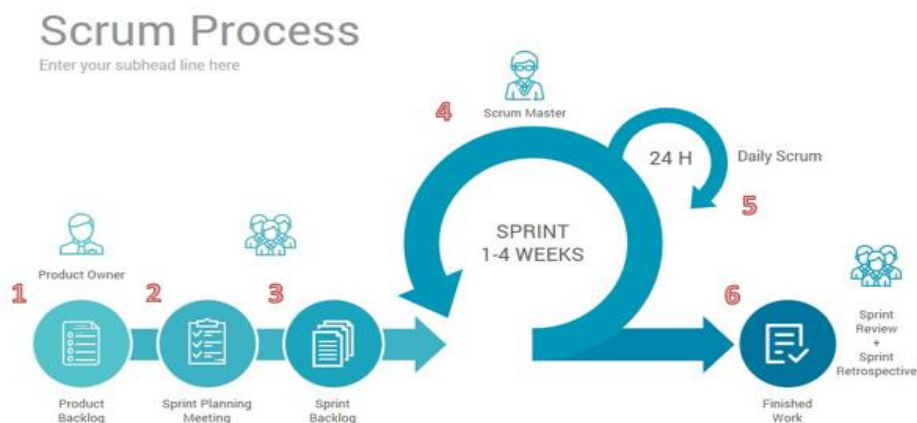 Scrum Process
Enter your subhead line here
4
Scrum Master
24 H
Daily Scrum
5
SPRINT
1-4 WEEKS
Product Owner
1
2
3
6
Sprint
Review
+
Sprint
Retrospective
Product
Backlog
Sprint Planning
Meeting
Sprint
Backlog
Finished
Work